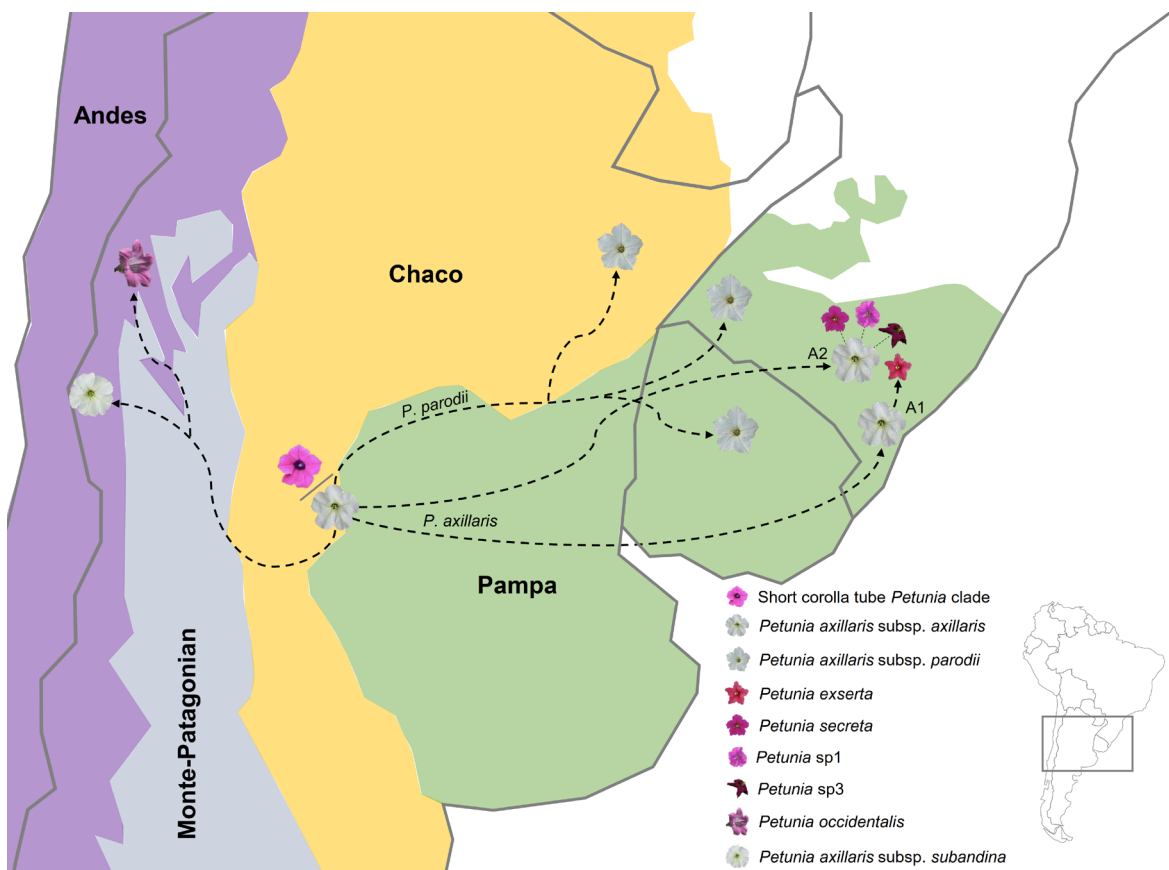 Andes
Chaco
A2
P. parodii
A1
P. axillaris
Pampa
Monte-Patagonian
Short corolla tube Petunia clade
Petunia axillaris subsp. axillaris
Petunia axillaris subsp. parodii
Petunia exserta
Petunia secreta
Petunia sp1
Petunia sp3
Petunia occidentalis
Petunia axillaris subsp. subandina